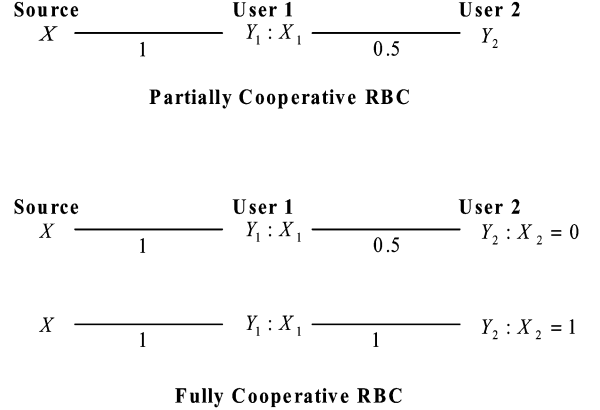 Source User 1 User 2
X Y₁ : X₁ Y₂
1 0.5
Partially Cooperative RBC
Source User 1 User 2
X Y₁ : X₁ Y₂ : X₂ = 0
1 0.5
X Y₁ : X₁ Y₂ : X₂ = 1
1 1
Fully Cooperative RBC